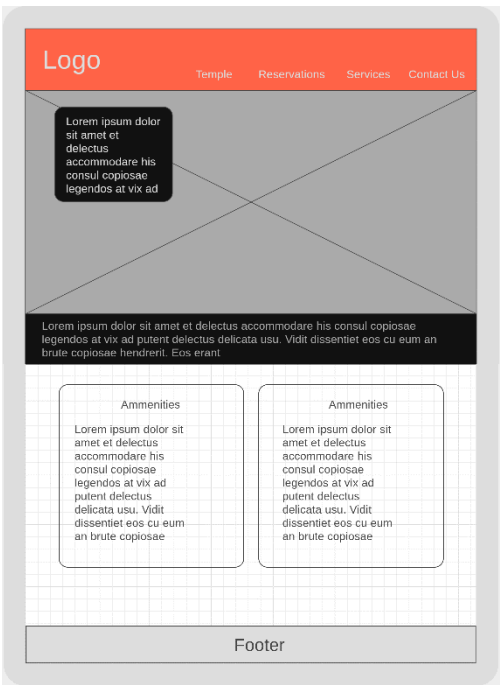 Logo
Temple Reservations Services Contact Us
Lorem ipsum dolor
sit amet et
delectus
accommodare his
consul copiosae
legendos at vix ad
Lorem ipsum dolor sit amet et delectus accommodare his consul copiosae
legendos at vix ad putent delectus delicata usu. Vidit dissentiet eos cu eum an
brute copiosae hendrerit. Eos erant
Ammenities
Lorem ipsum dolor sit
amet et delectus
accommodare his
consul copiosae
legendos at vix ad
putent delectus
delicata usu. Vidit
dissentiet eos cu eum
an brute copiosae
Ammenities
Lorem ipsum dolor sit
amet et delectus
accommodare his
consul copiosae
legendos at vix ad
putent delectus
delicata usu. Vidit
dissentiet eos cu eum
an brute copiosae
Footer